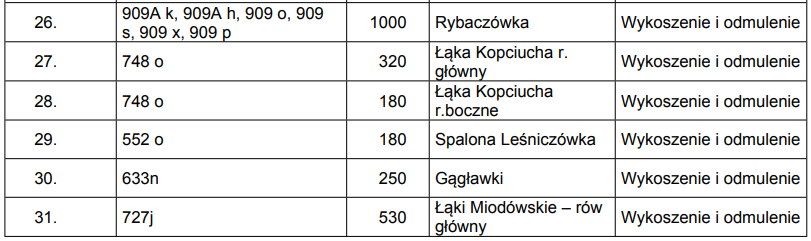 26. 909A k, 909A h, 909 o, 909 s, 909 x, 909 p 1000 Rybaczówka Wykoszenie i odmulenie
27. 748 o 320 Łąka Kopciucha r. główny Wykoszenie i odmulenie
28. 748 o 180 Łąka Kopciucha r.boczne Wykoszenie i odmulenie
29. 552 o 180 Spalona Leśniczówka Wykoszenie i odmulenie
30. 633n 250 Gągławki Wykoszenie i odmulenie
31. 727j 530 Łąki Miodówskie – rów główny Wykoszenie i odmulenie